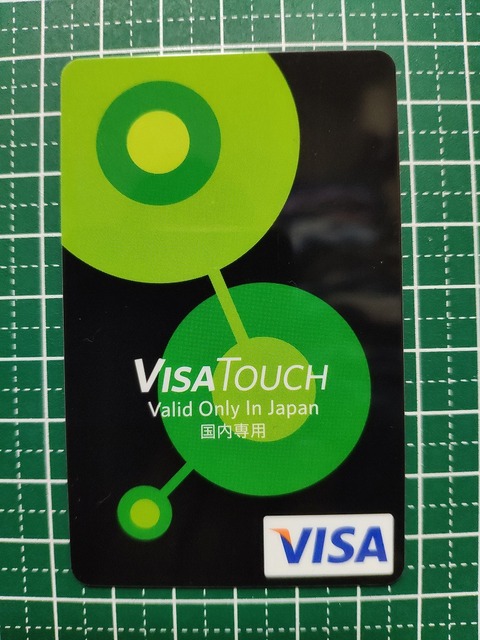 VISATOUCH
Valid Only In Japan
国内専用
VISA